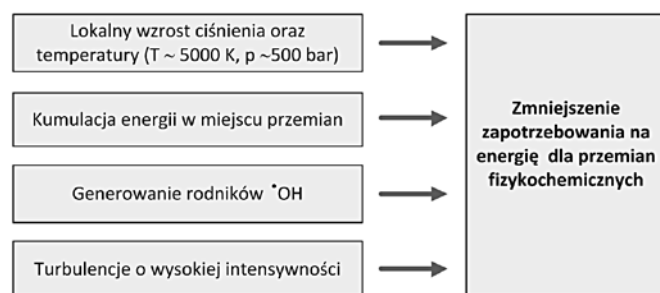 Lokalny wzrost ciśnienia oraz
temperatury (T ~ 5000 K, p ~500 bar)
Kumulacja energii w miejscu przemian
Generowanie rodników •OH
Turbulencje o wysokiej intensywności
Zmniejszenie
zapotrzebowania na
energię dla przemian
fizykochemicznych